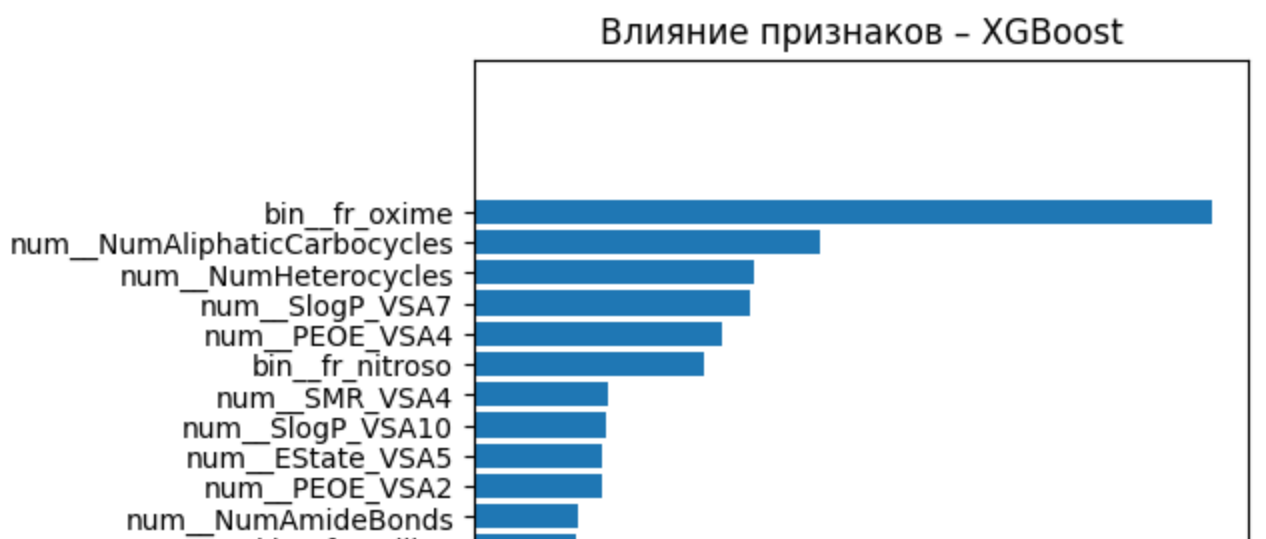 Влияние признаков – XGBoost
bin__fr_oxime
num__NumAliphaticCarbocycles
num__NumHeterocycles
num__SlogP_VSA7
num__PEOE_VSA4
bin__fr_nitroso
num__SMR_VSA4
num__SlogP_VSA10
num__EState_VSA5
num__PEOE_VSA2
num__NumAmideBonds